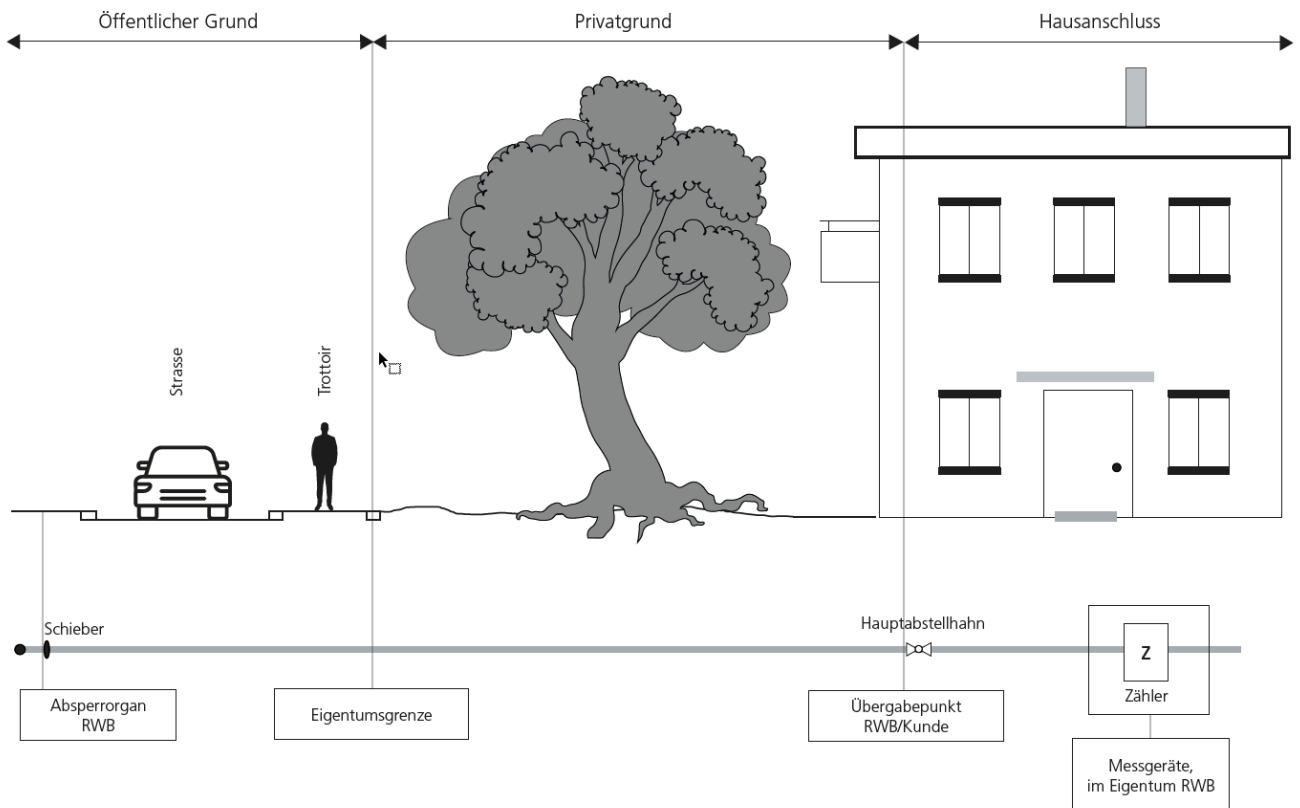 Öffentlicher Grund
Privatgrund
Hausanschluss
Strasse
Trottoir
Schieber
Hauptabstellhahn
Z
Zähler
Absperrorgan
RWB
Eigentumsgrenze
Übergabepunkt
RWB/Kunde
Messgeräte,
im Eigentum RWB